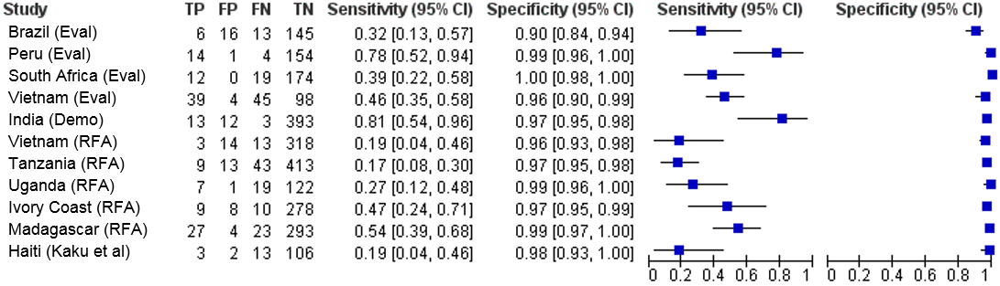 Study TP FP FN TN Sensitivity (95% CI) Specificity (95% CI) Sensitivity (95% CI) Specificity (95% CI)
Brazil (Eval) 6 16 13 145 0.32 [0.13, 0.57] 0.90 [0.84, 0.94]
Peru (Eval) 14 1 4 154 0.78 [0.52, 0.94] 0.99 [0.96, 1.00]
South Africa (Eval) 12 0 19 174 0.39 [0.22, 0.58] 1.00 [0.98, 1.00]
Vietnam (Eval) 39 4 45 98 0.46 [0.35, 0.58] 0.96 [0.90, 0.99]
India (Demo) 13 12 3 393 0.81 [0.54, 0.96] 0.97 [0.95, 0.98]
Vietnam (RFA) 3 14 13 318 0.19 [0.04, 0.46] 0.96 [0.93, 0.98]
Tanzania (RFA) 9 13 43 413 0.17 [0.08, 0.30] 0.97 [0.95, 0.98]
Uganda (RFA) 7 1 19 122 0.27 [0.12, 0.48] 0.99 [0.96, 1.00]
Ivory Coast (RFA) 9 8 10 278 0.47 [0.24, 0.71] 0.97 [0.95, 0.99]
Madagascar (RFA) 27 4 23 293 0.54 [0.39, 0.68] 0.99 [0.97, 1.00]
Haiti (Kaku et al) 3 2 13 106 0.19 [0.04, 0.46] 0.98 [0.93, 1.00]
0 0.2 0.4 0.6 0.8 1 0 0.2 0.4 0.6 0.8 1